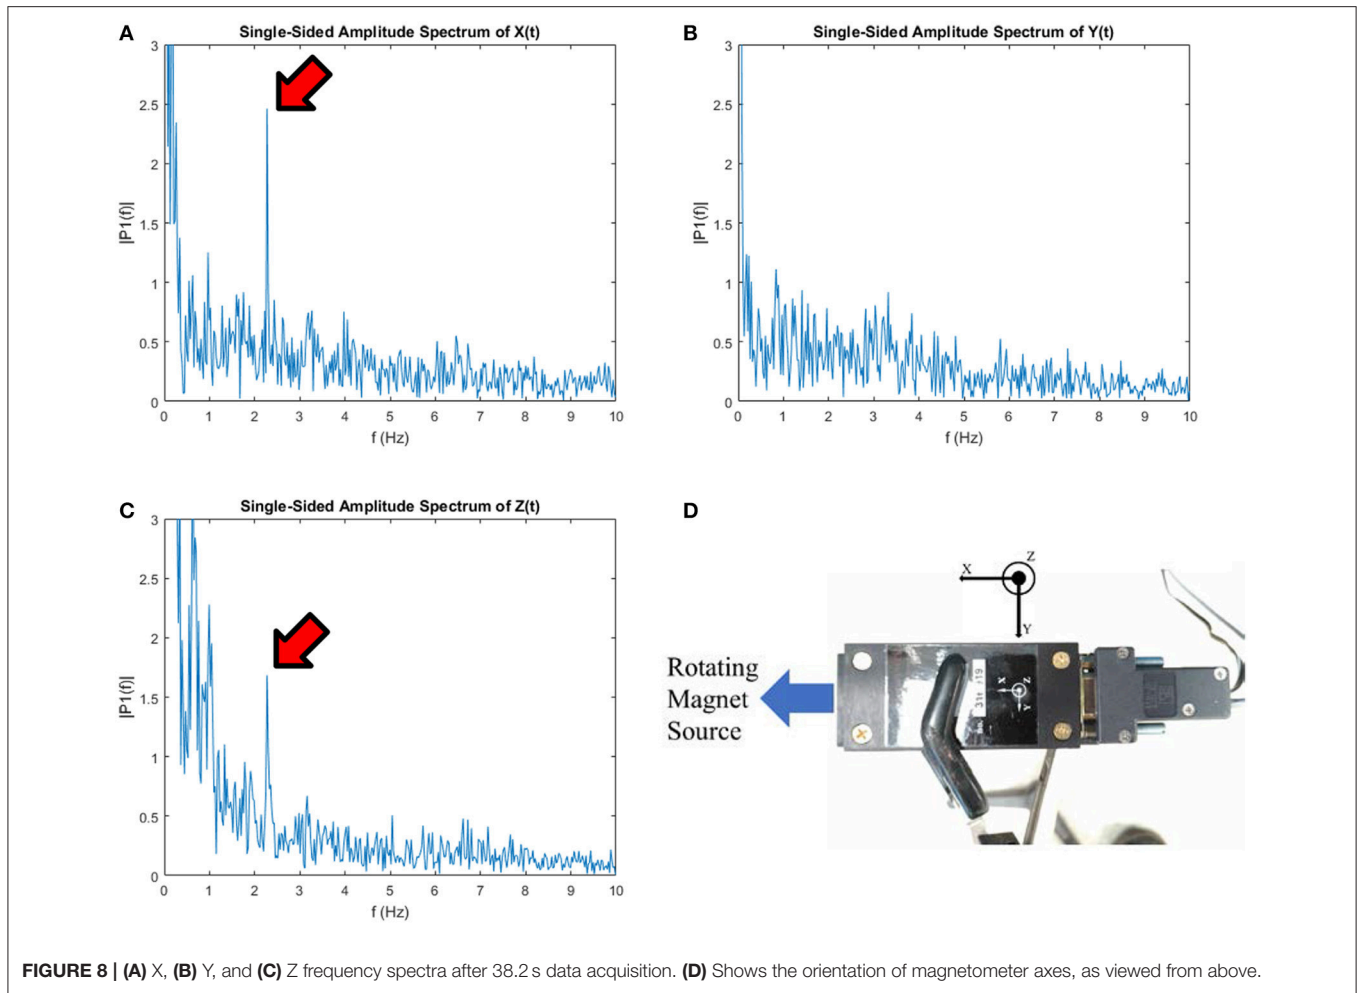 A
Single-Sided Amplitude Spectrum of X(t)
3
2.5
2
1.5
1
0.5
0
|P1(f)|
0 1 2 3 4 5 6 7 8 9 10
f (Hz)
B
Single-Sided Amplitude Spectrum of Y(t)
3
2.5
2
1.5
1
0.5
0
|P1(f)|
0 1 2 3 4 5 6 7 8 9 10
f (Hz)
C
Single-Sided Amplitude Spectrum of Z(t)
3
2.5
2
1.5
1
0.5
0
|P1(f)|
0 1 2 3 4 5 6 7 8 9 10
f (Hz)
D
Z
X
Y
Rotating
Magnet
Source
X Z
Y
FIGURE 8 | (A) X, (B) Y, and (C) Z frequency spectra after 38.2 s data acquisition. (D) Shows the orientation of magnetometer axes, as viewed from above.